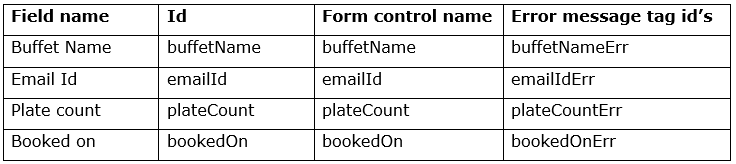 Field name Id Form control name Error message tag id's
Buffet Name buffetName buffetName buffetNameErr
Email Id emailId emailId emailIdErr
Plate count plateCount plateCount plateCountErr
Booked on bookedOn bookedOn bookedOnErr